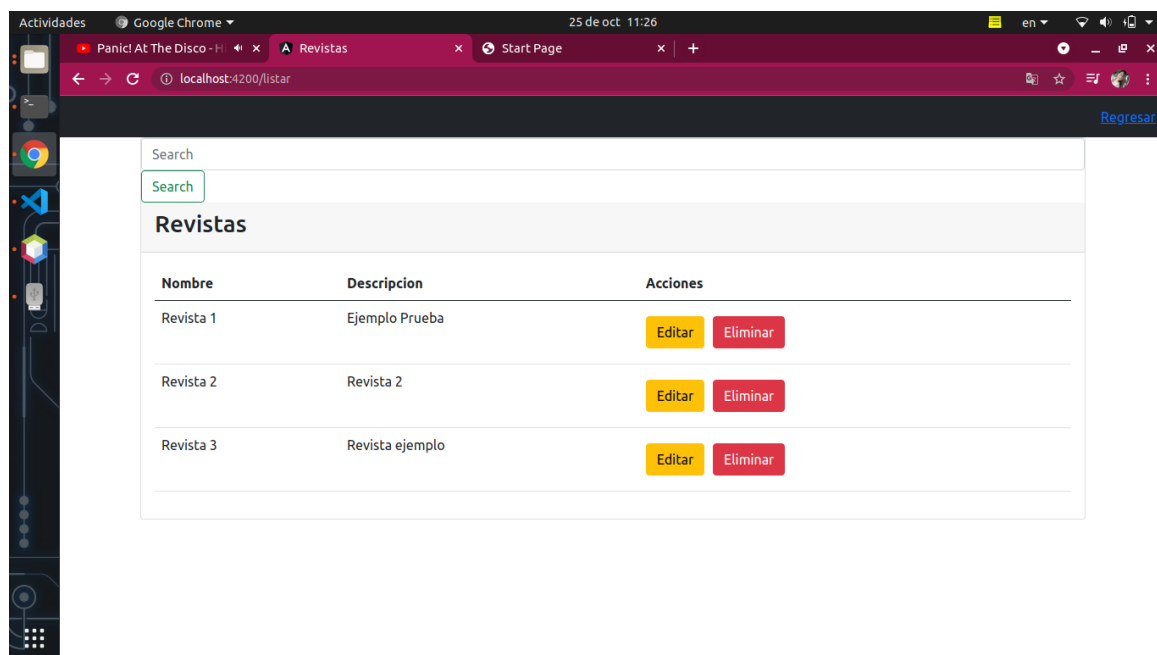 Actividades Google Chrome 25 de oct 11:26 en
Panic! At The Disco - H Revistas Start Page
localhost:4200/listar
Regresar
Search
Search
Revistas
Nombre Descripcion Acciones
Revista 1 Ejemplo Prueba Editar Eliminar
Revista 2 Revista 2 Editar Eliminar
Revista 3 Revista ejemplo Editar Eliminar